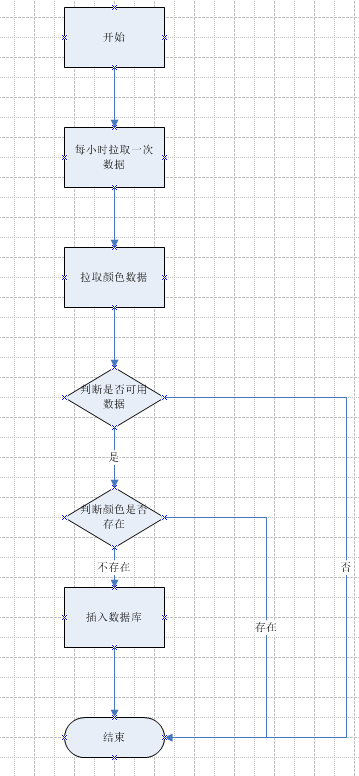 开始
每小时拉取一次
数据
拉取颜色数据
判断是否可用
数据
是
判断颜色是否
存在
不存在
否
插入数据库
存在
结束